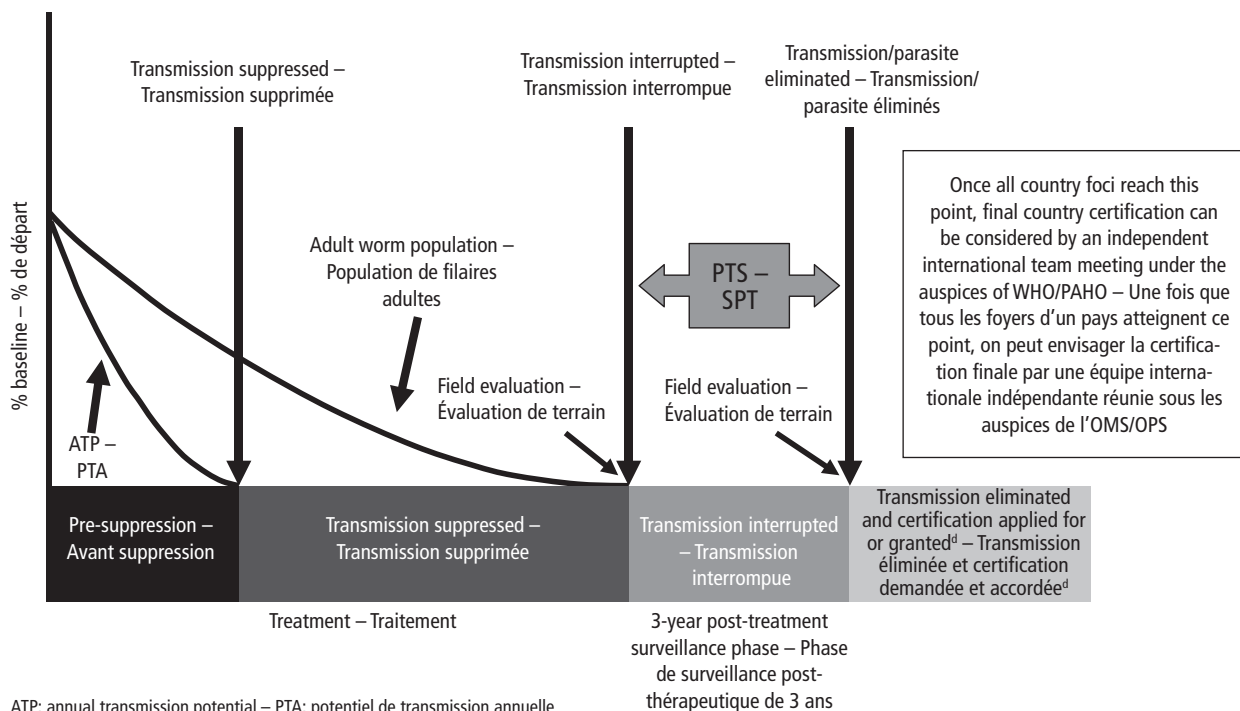 % baseline – % de départ
Transmission suppressed –
Transmission supprimée
Transmission interrupted –
Transmission interrompue
Transmission/parasite
eliminated – Transmission/
parasite éliminés
Once all country foci reach this
point, final country certification can
be considered by an independent
international team meeting under the
auspices of WHO/PAHO – Une fois que
tous les foyers d’un pays atteignent ce
point, on peut envisager la certifica-
tion finale par une équipe interna-
tionale indépendante réunie sous les
auspices de l’OMS/OPS
Adult worm population –
Population de filaires
adultes
PTS –
SPT
ATP –
PTA
Field evaluation –
Évaluation de terrain
Field evaluation –
Évaluation de terrain
Pre-suppression –
Avant suppression
Transmission suppressed –
Transmission supprimée
Transmission interrupted
– Transmission
interrompue
Transmission eliminated
and certification applied for
or grantedᵈ – Transmission
éliminée et certification
demandée et accordéeᵈ
Treatment – Traitement
3-year post-treatment
surveillance phase – Phase
de surveillance post-
thérapeutique de 3 ans
ATP: annual transmission potential – PTA: potentiel de transmission annuelle